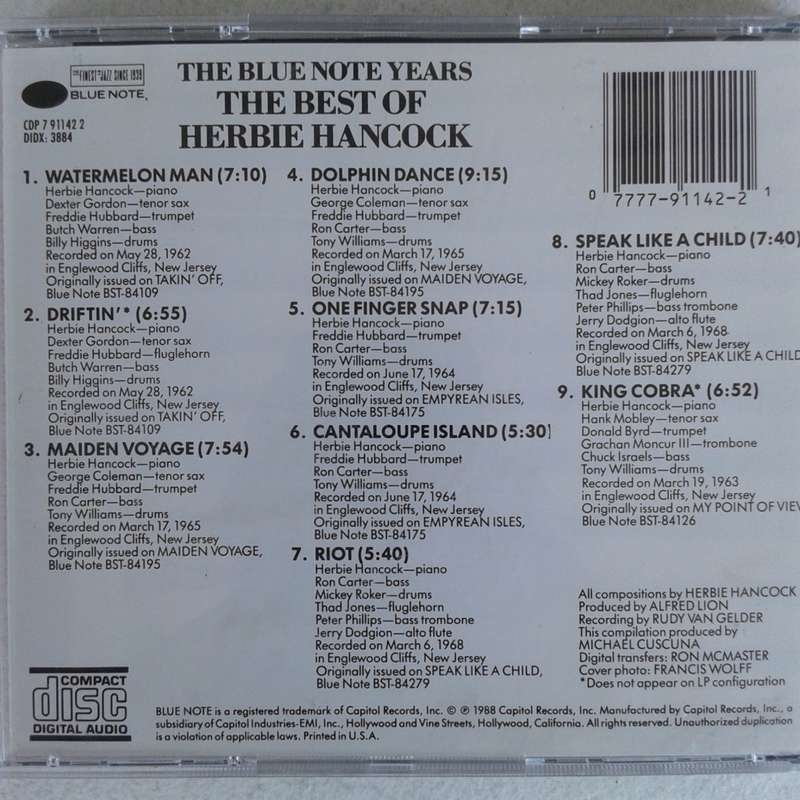 THE FINEST IN JAZZ SINCE 1939
BLUE NOTE®
CDP 7 91142 2
DIDX: 3884
THE BLUE NOTE YEARS
THE BEST OF
HERBIE HANCOCK
0 7777-91142-2 1
1. WATERMELON MAN (7:10)
Herbie Hancock—piano
Dexter Gordon—tenor sax
Freddie Hubbard—trumpet
Butch Warren—bass
Billy Higgins—drums
Recorded on May 28, 1962
in Englewood Cliffs, New Jersey
Originally issued on TAKIN' OFF,
Blue Note BST-84109
2. DRIFTIN'* (6:55)
Herbie Hancock—piano
Dexter Gordon—tenor sax
Freddie Hubbard—fluglehorn
Butch Warren—bass
Billy Higgins—drums
Recorded on May 28, 1962
in Englewood Cliffs, New Jersey
Originally issued on TAKIN' OFF,
Blue Note BST-84109
3. MAIDEN VOYAGE (7:54)
Herbie Hancock—piano
George Coleman—tenor sax
Freddie Hubbard—trumpet
Ron Carter—bass
Tony Williams—drums
Recorded on March 17, 1965
in Englewood Cliffs, New Jersey
Originally issued on MAIDEN VOYAGE,
Blue Note BST-84195
4. DOLPHIN DANCE (9:15)
Herbie Hancock—piano
George Coleman—tenor sax
Freddie Hubbard—trumpet
Ron Carter—bass
Tony Williams—drums
Recorded on March 17, 1965
in Englewood Cliffs, New Jersey
Originally issued on MAIDEN VOYAGE,
Blue Note BST-84195
5. ONE FINGER SNAP (7:15)
Herbie Hancock—piano
Freddie Hubbard—trumpet
Ron Carter—bass
Tony Williams—drums
Recorded on June 17, 1964
in Englewood Cliffs, New Jersey
Originally issued on EMPYREAN ISLES,
Blue Note BST-84175
6. CANTALOUPE ISLAND (5:30)
Herbie Hancock—piano
Freddie Hubbard—trumpet
Ron Carter—bass
Tony Williams—drums
Recorded on June 17, 1964
in Englewood Cliffs, New Jersey
Originally issued on EMPYREAN ISLES,
Blue Note BST-84175
7. RIOT (5:40)
Herbie Hancock—piano
Ron Carter—bass
Mickey Roker—drums
Thad Jones—fluglehorn
Peter Phillips—bass trombone
Jerry Dodgion—alto flute
Recorded on March 6, 1968
in Englewood Cliffs, New Jersey
Originally issued on SPEAK LIKE A CHILD,
Blue Note BST-84279
8. SPEAK LIKE A CHILD (7:40)
Herbie Hancock—piano
Ron Carter—bass
Mickey Roker—drums
Thad Jones—fluglehorn
Peter Phillips—bass trombone
Jerry Dodgion—alto flute
Recorded on March 6, 1968
in Englewood Cliffs, New Jersey
Originally issued on SPEAK LIKE A CHILD
Blue Note BST-84279
9. KING COBRA* (6:52)
Herbie Hancock—piano
Hank Mobley—tenor sax
Donald Byrd—trumpet
Grachan Moncur III—trombone
Chuck Israels—bass
Tony Williams—drums
Recorded on March 19, 1963
in Englewood Cliffs, New Jersey
Originally issued on MY POINT OF VIEW
Blue Note BST-84126
All compositions by HERBIE HANCOCK
Produced by ALFRED LION
Recording by RUDY VAN GELDER
This compilation produced by
MICHAEL CUSCUNA
Digital transfers: RON MCMASTER
Cover photo: FRANCIS WOLFF
*Does not appear on LP configuration
COMPACT
disc
DIGITAL AUDIO
BLUE NOTE is a registered trademark of Capitol Records, Inc. © ℗ 1988 Capitol Records, Inc. Manufactured by Capitol Records, Inc., a
subsidiary of Capitol Industries-EMI, Inc., Hollywood and Vine Streets, Hollywood, California. All rights reserved. Unauthorized duplication
is a violation of applicable laws. Printed in U.S.A.